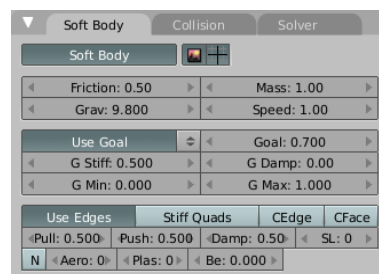 Soft Body Collision Solver
Soft Body
Friction: 0.50 Mass: 1.00
Grav: 9.800 Speed: 1.00
Use Goal Goal: 0.700
G Stiff: 0.500 G Damp: 0.00
G Min: 0.000 G Max: 1.000
Use Edges Stiff Quads CEdge CFace
Pull: 0.500 Push: 0.500 Damp: 0.50 SL: 0
N Aero: 0 Plas: 0 Be: 0.000